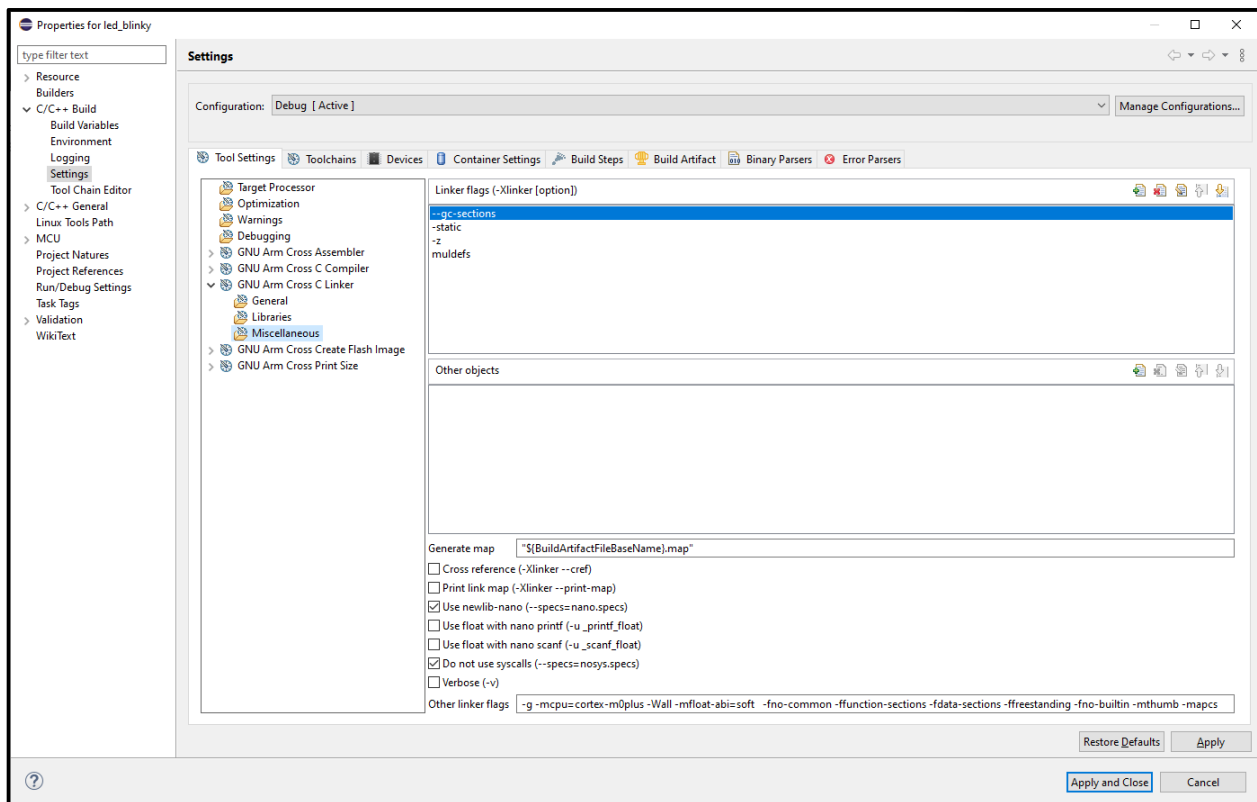 Properties for led_blinky
type filter text
Resource
Builders
C/C++ Build
Build Variables
Environment
Logging
Settings
Tool Chain Editor
C/C++ General
Linux Tools Path
MCU
Project Natures
Project References
Run/Debug Settings
Task Tags
Validation
WikiText
Settings
Configuration: Debug [ Active ]
Manage Configurations...
Tool Settings Toolchains Devices Container Settings Build Steps Build Artifact Binary Parsers Error Parsers
Target Processor
Optimization
Warnings
Debugging
GNU Arm Cross Assembler
GNU Arm Cross C Compiler
GNU Arm Cross C Linker
General
Libraries
Miscellaneous
GNU Arm Cross Create Flash Image
GNU Arm Cross Print Size
Linker flags (-Xlinker [option])
--gc-sections
-static
-z
muldefs
Other objects
Generate map "${BuildArtifactFileBaseName}.map"
Cross reference (-Xlinker --cref)
Print link map (-Xlinker --print-map)
Use newlib-nano (--specs=nano.specs)
Use float with nano printf (-u _printf_float)
Use float with nano scanf (-u _scanf_float)
Do not use syscalls (--specs=nosys.specs)
Verbose (-v)
Other linker flags -g -mcpu=cortex-m0plus -Wall -mfloat-abi=soft -fno-common -ffunction-sections -fdata-sections -ffreestanding -fno-builtin -mthumb -mapcs
Restore Defaults Apply
Apply and Close Cancel